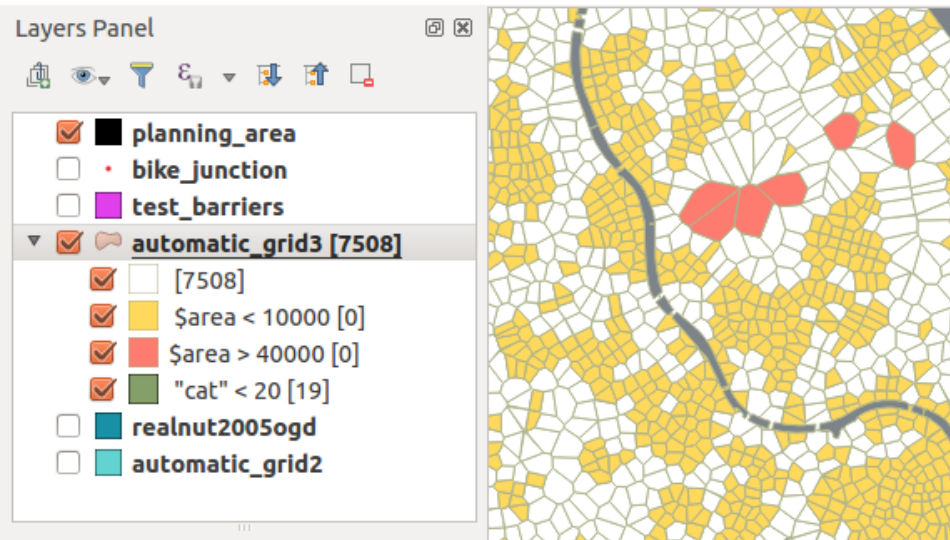 Layers Panel
planning_area
bike_junction
test_barriers
automatic_grid3 [7508]
[7508]
$area < 10000 [0]
$area > 40000 [0]
"cat" < 20 [19]
realnut2005ogd
automatic_grid2